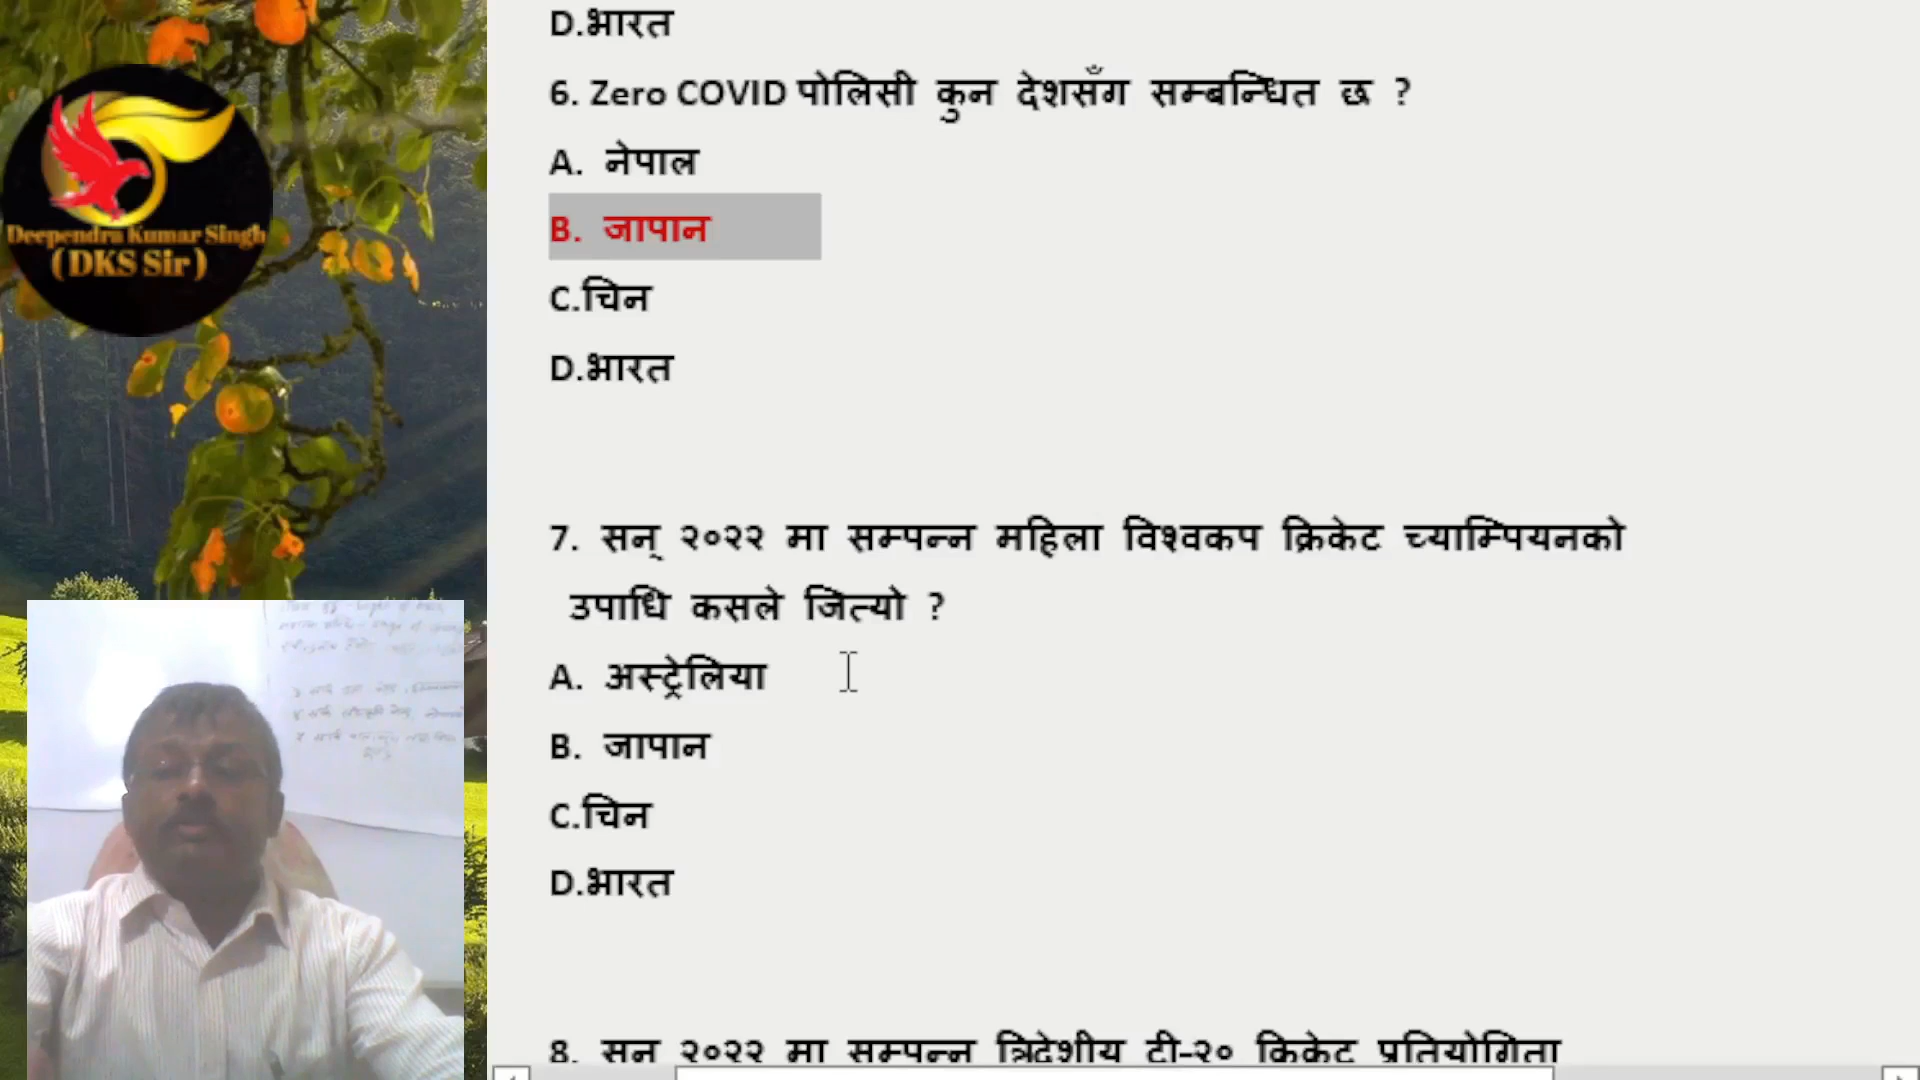 D.भारत
6. Zero COVID पोलिसी कुन देशसँग सम्बन्धित छ ?
A. नेपाल
B. जापान
C.चिन
D.भारत
7. सन् २०२२ मा सम्पन्न महिला विश्वकप क्रिकेट च्याम्पियनको
उपाधि कसले जित्यो ?
A. अस्ट्रेलिया
B. जापान
C.चिन
D.भारत
8. सन २०२२ मा सम्पन्न त्रिदेशीय टी-२० क्रिकेट प्रतियोगिता
Deependra Kumar Singh
(DKS Sir)